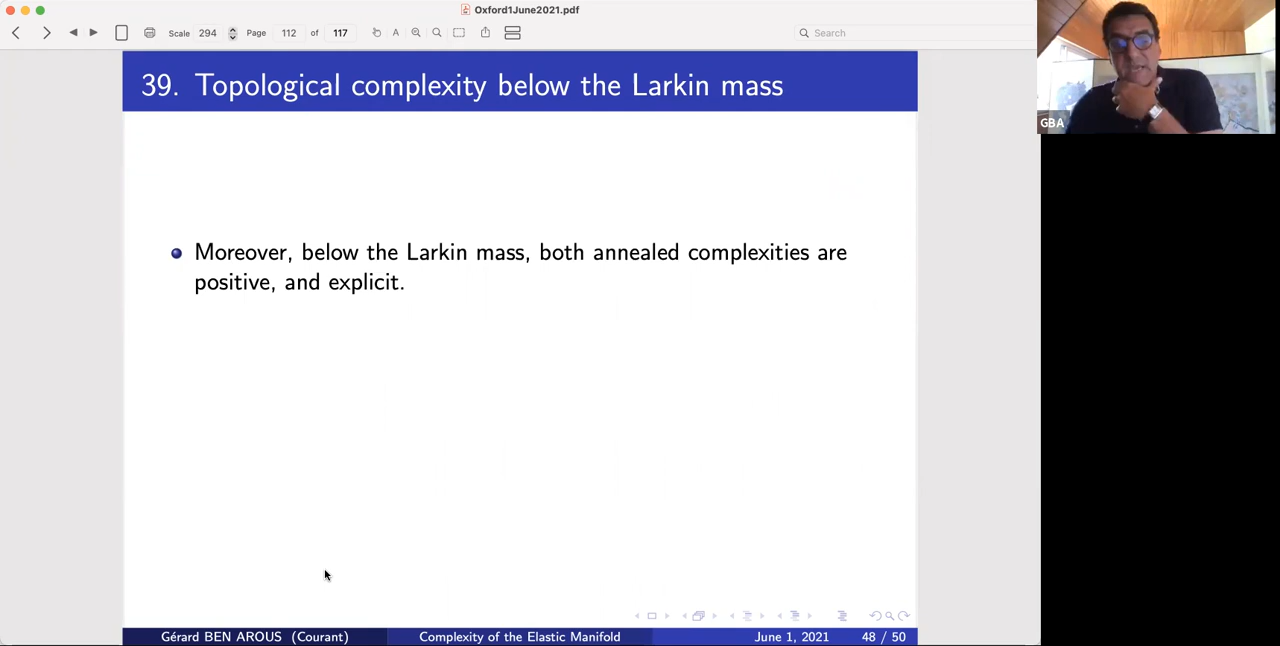 Oxford1June2021.pdf
Scale 294 Page 112 of 117
A
Search
GBA
39. Topological complexity below the Larkin mass
Moreover, below the Larkin mass, both annealed complexities are
positive, and explicit.
Gérard BEN AROUS (Courant) Complexity of the Elastic Manifold June 1, 2021 48 / 50